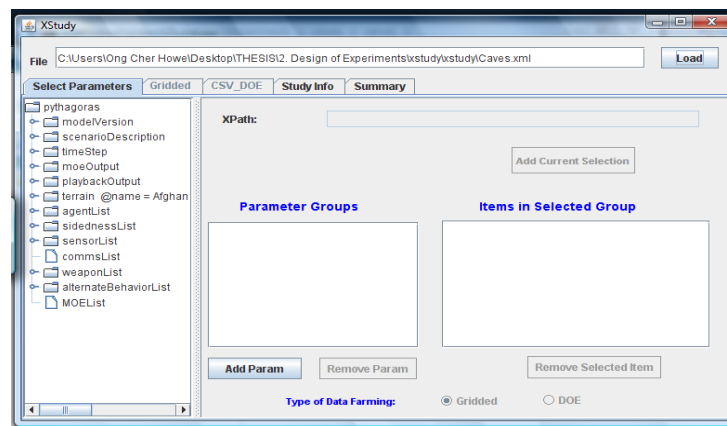 XStudy
File C:\Users\Ong Cher Howe\Desktop\THESIS\2. Design of Experiments\xstudy\xstudy\Caves.xml Load
Select Parameters Gridded CSV_DOE Study Info Summary
pythagoras
modelVersion
scenarioDescription
timeStep
moeOutput
playbackOutput
terrain @name = Afghan
agentList
sidednessList
sensorList
commsList
weaponList
alternateBehaviorList
MOEList
XPath:
Add Current Selection
Parameter Groups Items in Selected Group
Add Param Remove Param Remove Selected Item
Type of Data Farming: Gridded DOE